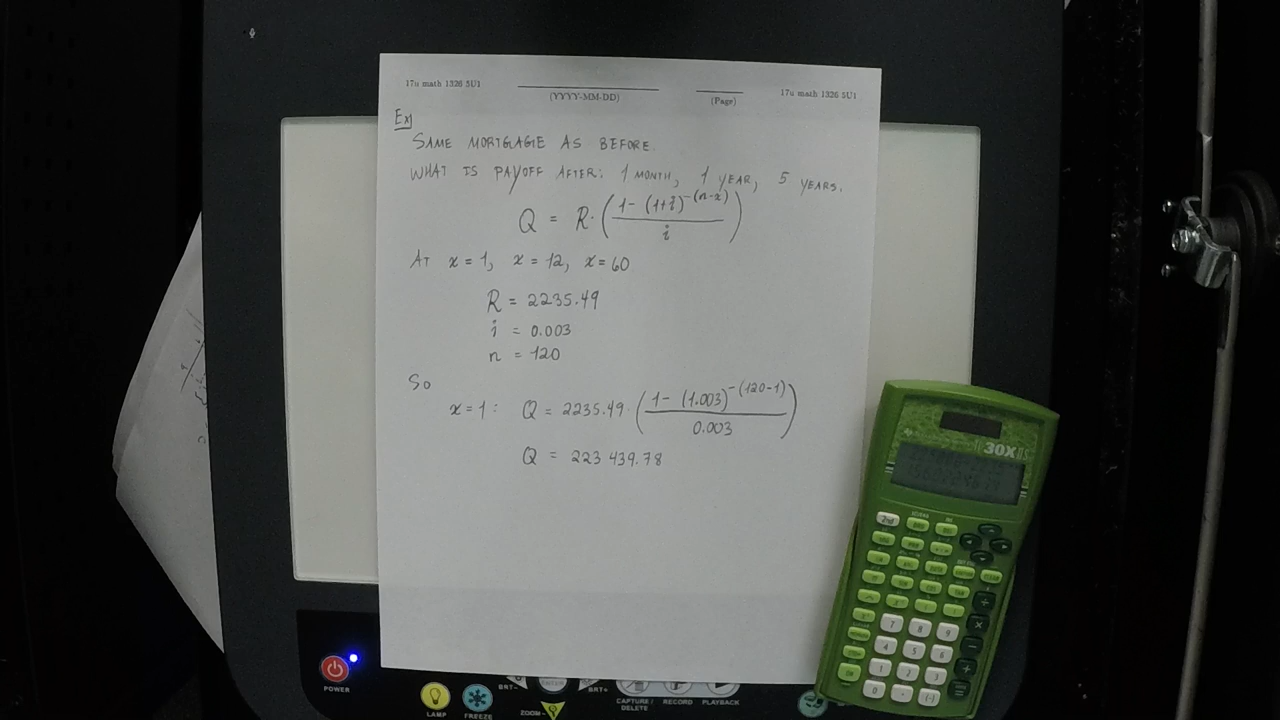 17u math 1326 5U1
(YYYY-MM-DD)
(Page)
17u math 1326 5U1
Ex)
SAME MORTGAGE AS BEFORE.
WHAT IS PAYOFF AFTER: 1 MONTH, 1 YEAR, 5 YEARS.
Q = R·((1-(1+i)^-(n-x))/i)
AT x=1, x=12, x=60
R = 2235.49
i = 0.003
n = 120
SO
x=1: Q = 2235.49·((1-(1.003)^-(120-1))/0.003)
Q = 223 439.78
30X IIS
2nd
7 8 9
4 5 6
1 2 3
0 . (-)
POWER
LAMP
FREEZE
BRT-
ZOOM-
BRT+
CAPTURE / DELETE
RECORD
PLAYBACK